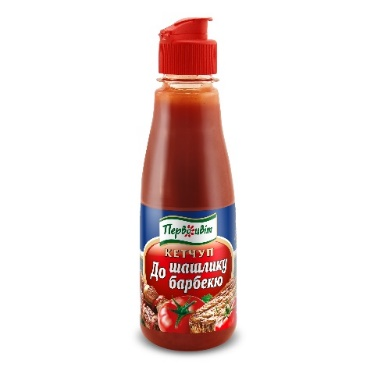 Первоцвіт
КЕТЧУП
До шашлику
барбекю